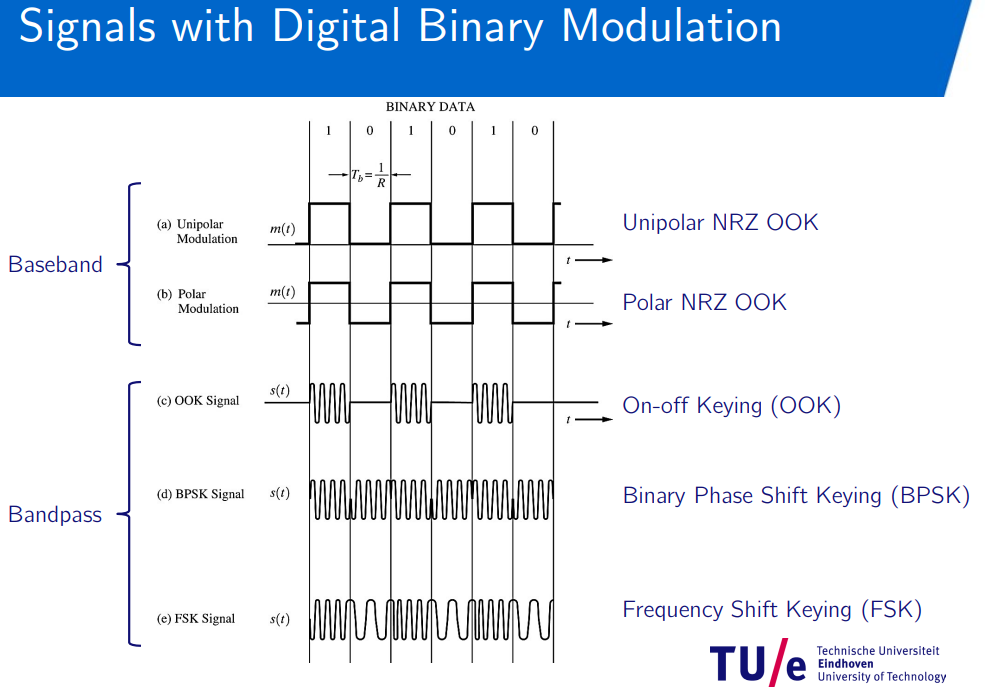 Signals with Digital Binary Modulation
BINARY DATA
1 0 1 0 1 0
T_b = 1/R
Baseband
(a) Unipolar
Modulation
m(t)
t
Unipolar NRZ OOK
(b) Polar
Modulation
m(t)
t
Polar NRZ OOK
Bandpass
(c) OOK Signal
s(t)
t
On-off Keying (OOK)
(d) BPSK Signal
s(t)
Binary Phase Shift Keying (BPSK)
(e) FSK Signal
s(t)
Frequency Shift Keying (FSK)
TU/e
Technische Universiteit
Eindhoven
University of Technology